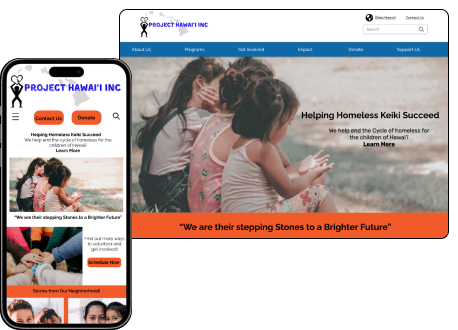 PROJECT HAWAI'I INC
Contact Us
Search
About Us
Programs
Get Involved
Impact
Donate
Support Us
Helping Homeless Keiki Succeed
We help end the Cycle of homeless for
the children of Hawai'i
Learn More
"We are their stepping Stones to a Brighter Future"
PROJECT HAWAI'I INC
Contact Us
Donate
Helping Homeless Keiki Succeed
We help end the cycle of homeless for the
children of Hawai'i
Learn More
"We are their stepping Stones to a Brighter Future"
Find out more ways
to volunteer and
get involved!
Schedule Now
Stories from Our Neighborhood!